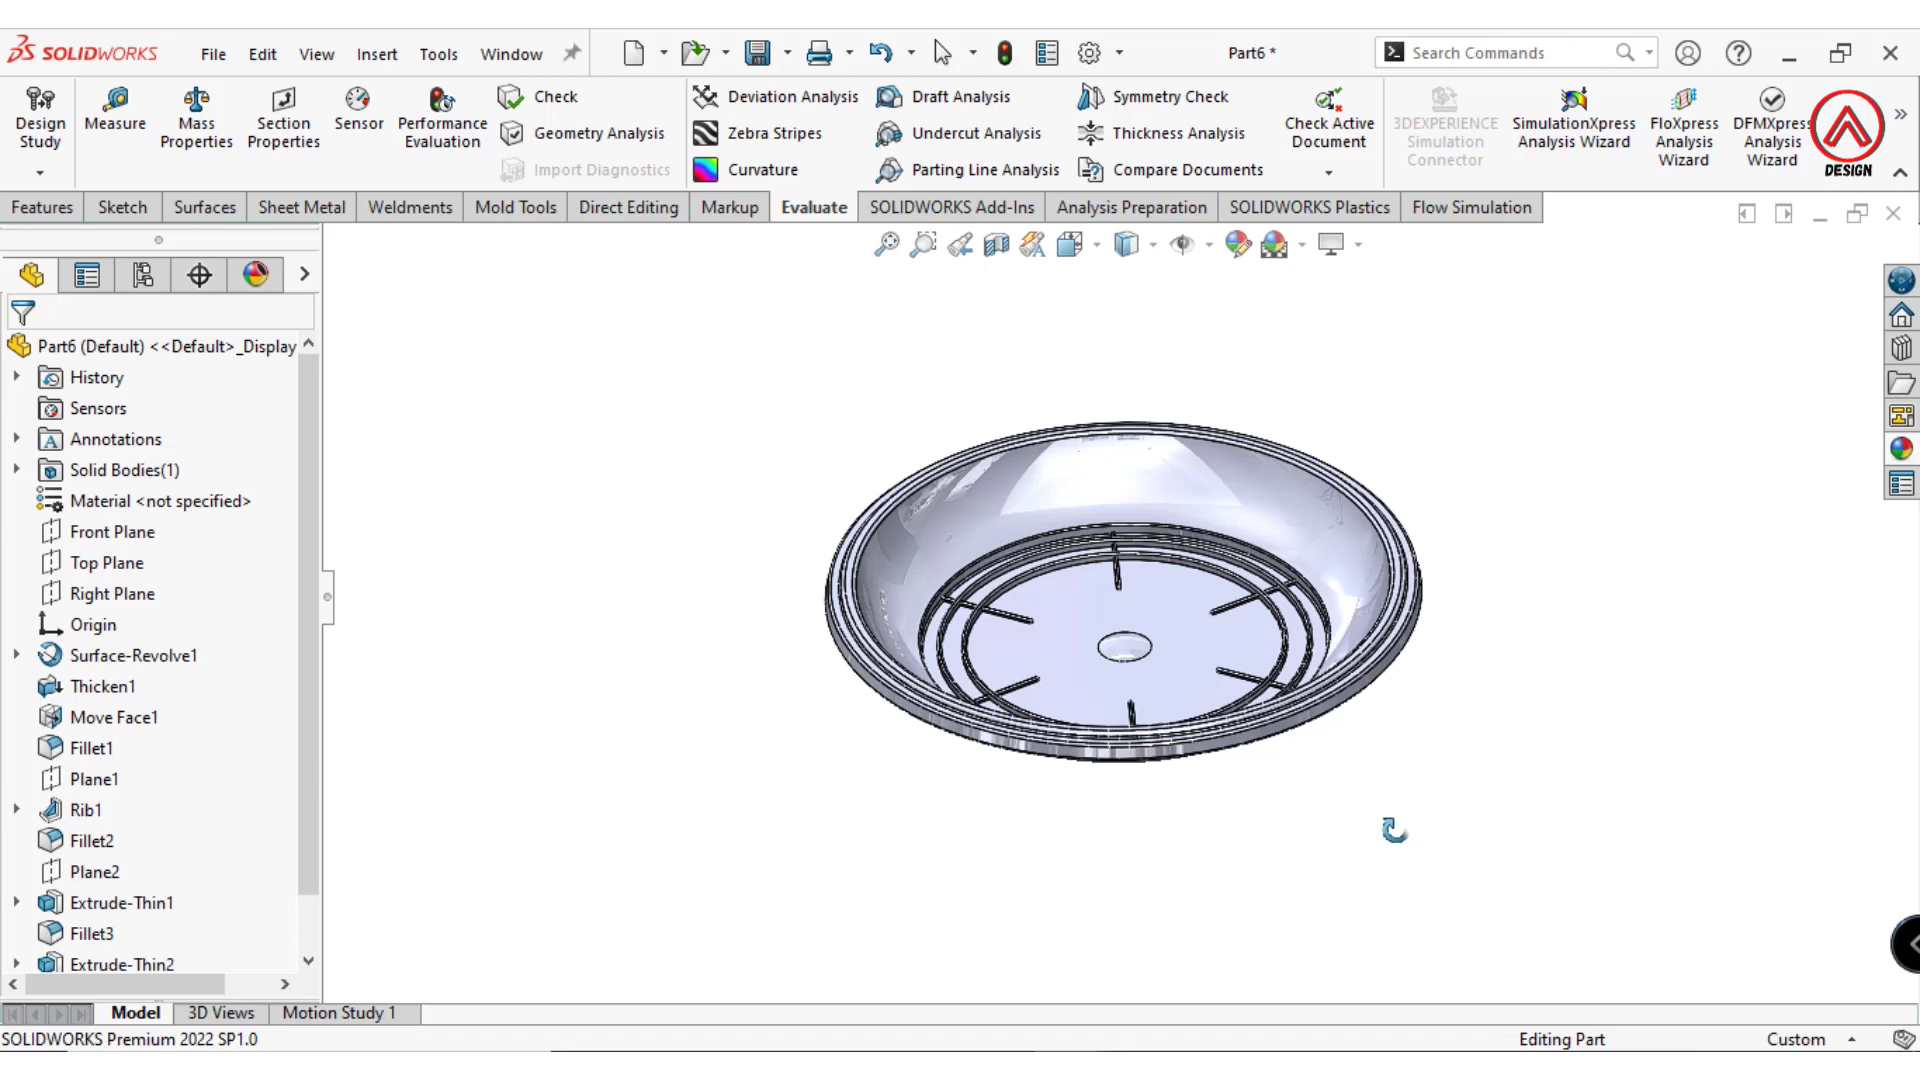 SOLIDWORKS File Edit View Insert Tools Window Part6 * Search Commands
Design Study
Measure
Mass Properties
Section Properties
Sensor
Performance Evaluation
Check
Geometry Analysis
Import Diagnostics
Deviation Analysis
Zebra Stripes
Curvature
Draft Analysis
Undercut Analysis
Parting Line Analysis
Symmetry Check
Thickness Analysis
Compare Documents
Check Active Document
3DEXPERIENCE Simulation Connector
SimulationXpress Analysis Wizard
FloXpress Analysis Wizard
DFMXpress Analysis Wizard
DESIGN
Features Sketch Surfaces Sheet Metal Weldments Mold Tools Direct Editing Markup Evaluate SOLIDWORKS Add-Ins Analysis Preparation SOLIDWORKS Plastics Flow Simulation
Part6 (Default) <<Default>_Display
History
Sensors
Annotations
Solid Bodies(1)
Material <not specified>
Front Plane
Top Plane
Right Plane
Origin
Surface-Revolve1
Thicken1
Move Face1
Fillet1
Plane1
Rib1
Fillet2
Plane2
Extrude-Thin1
Fillet3
Extrude-Thin2
Model 3D Views Motion Study 1
SOLIDWORKS Premium 2022 SP1.0 Editing Part Custom